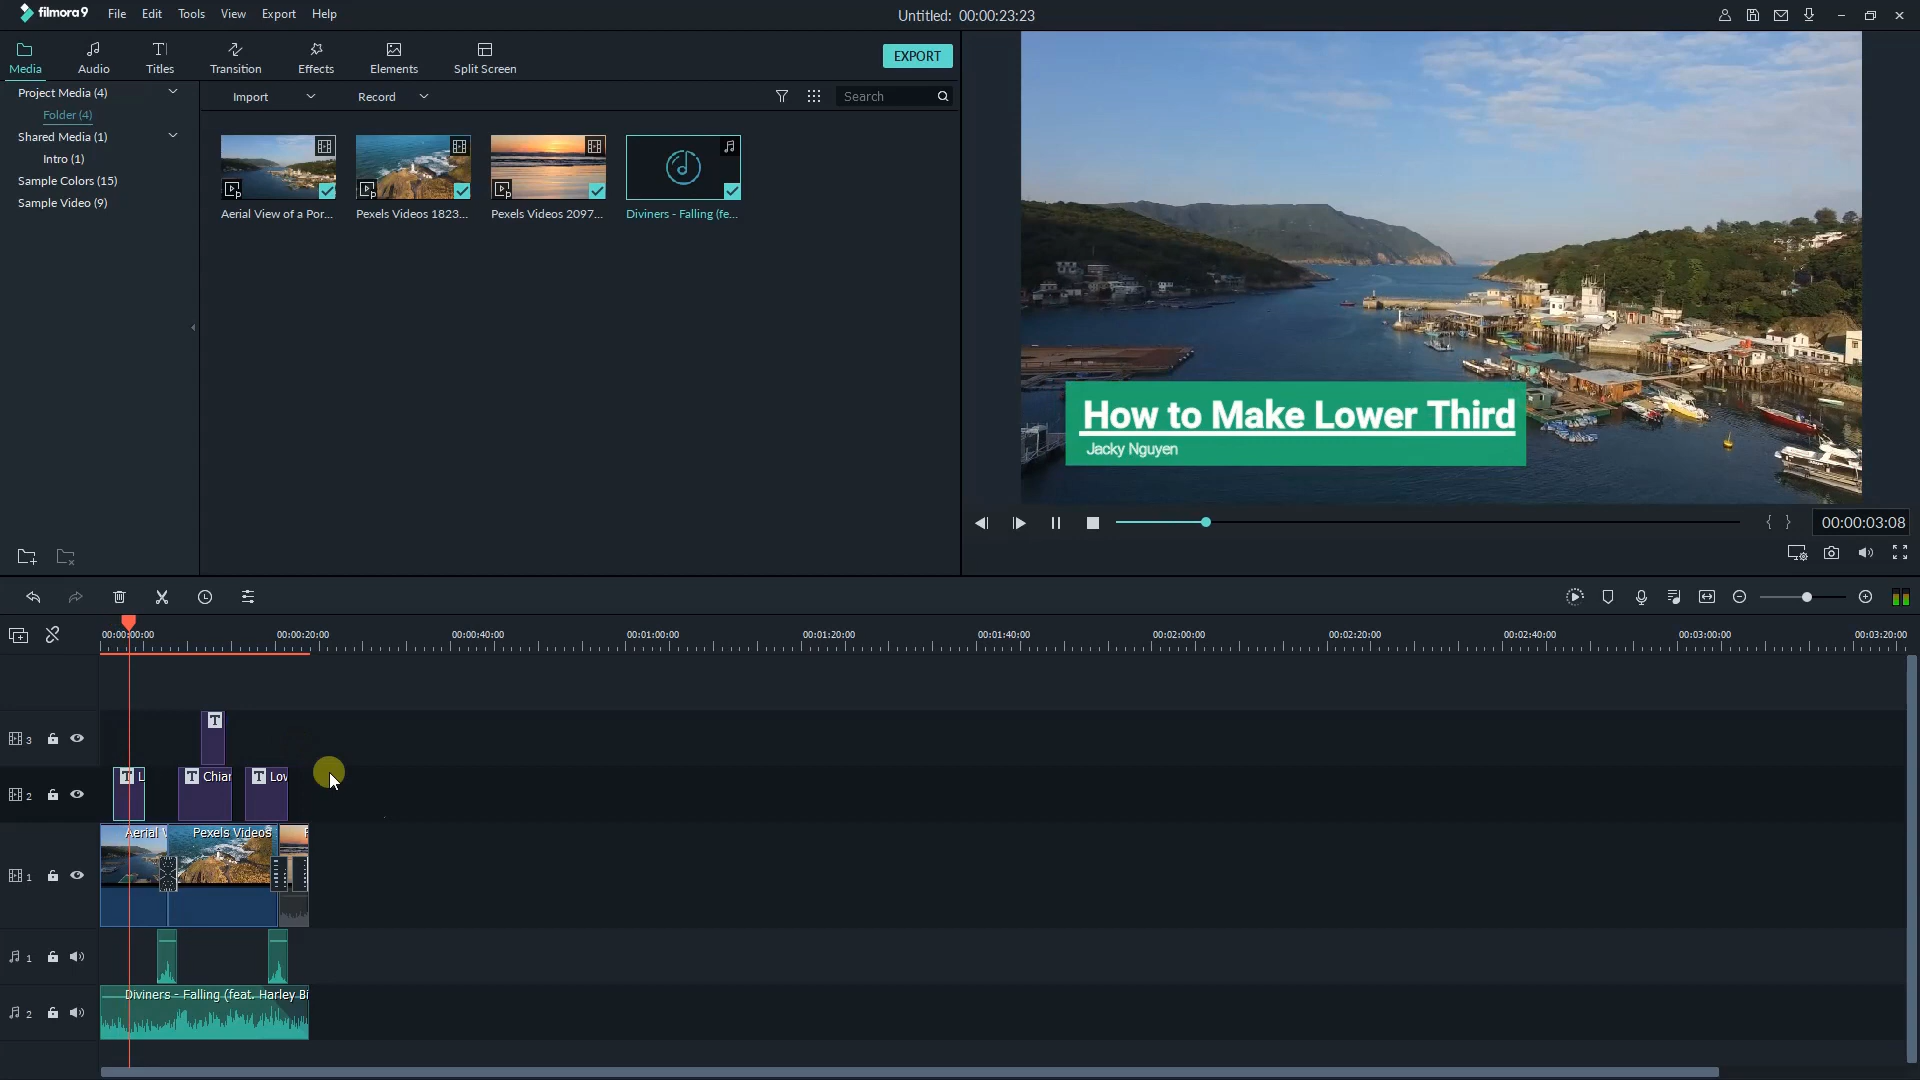 filmora9 File Edit Tools View Export Help Untitled: 00:00:23:23
Media Audio Titles Transition Effects Elements Split Screen EXPORT
Project Media (4) Import Record Search
Folder (4)
Shared Media (1)
Intro (1)
Sample Colors (15)
Sample Video (9)
Aerial View of a Por... Pexels Videos 1823... Pexels Videos 2097... Diviners - Falling (fe...
How to Make Lower Third
Jacky Nguyen
{ } 00:00:03:08
00:00:00:00 00:00:20:00 00:00:40:00 00:01:00:00 00:01:20:00 00:01:40:00 00:02:00:00 00:02:20:00 00:02:40:00 00:03:00:00 00:03:20:00
3 T
2 T L T Chiar T Low
1 Aerial V Pexels Videos P
1
2 Diviners - Falling (feat. Harley Bi